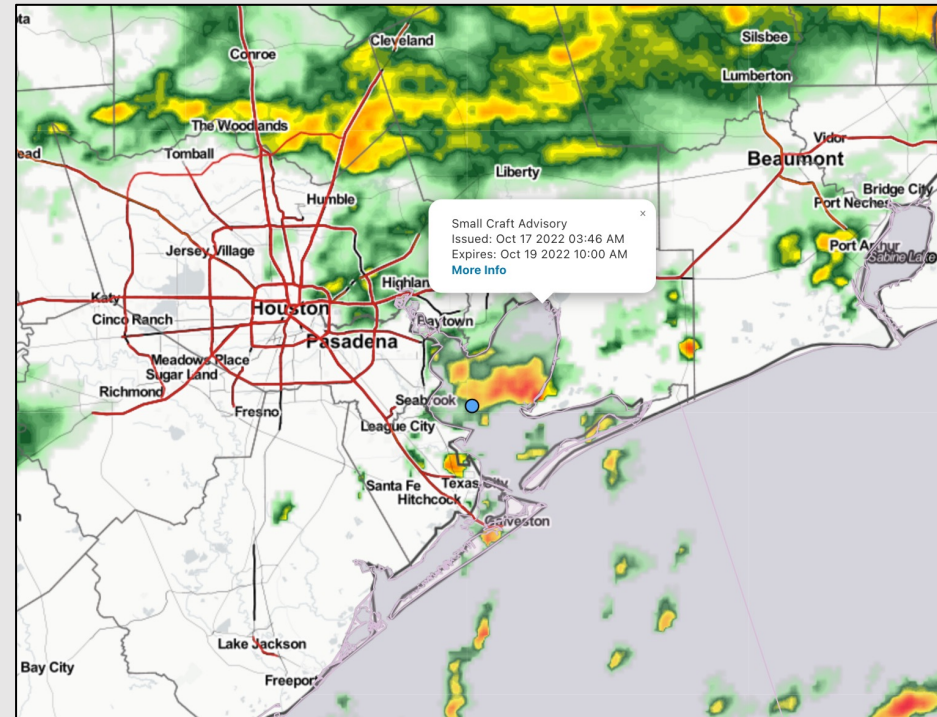 ta
Cleveland
Conroe
Silsbee
Lumberton
The Woodlands
Vidor
ead
Tomball
Beaumont
Liberty
Bridge City
Humble
Port Neches
×
Small Craft Advisory
Issued: Oct 17 2022 03:46 AM
Expires: Oct 19 2022 10:00 AM
More Info
Jersey Village
Port Arthur
Sabine Lake
Highlan
Katy
Houston
Cinco Ranch
Baytown
Pasadena
Meadows Place
Sugar Land
Richmond
Seabrook
Fresno
League City
Santa Fe
Texas City
Hitchcock
Galveston
Lake Jackson
Bay City
Freeport